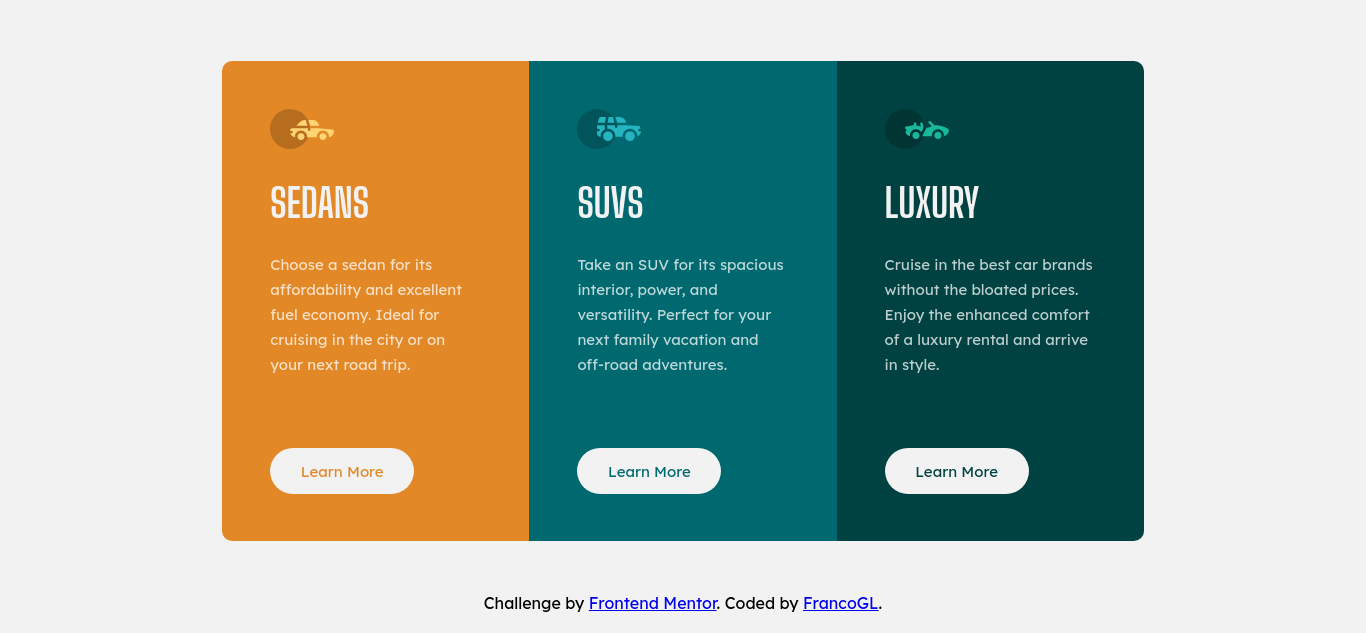 SEDANS
Choose a sedan for its
affordability and excellent
fuel economy. Ideal for
cruising in the city or on
your next road trip.
Learn More
SUVS
Take an SUV for its spacious
interior, power, and
versatility. Perfect for your
next family vacation and
off-road adventures.
Learn More
LUXURY
Cruise in the best car brands
without the bloated prices.
Enjoy the enhanced comfort
of a luxury rental and arrive
in style.
Learn More
Challenge by Frontend Mentor. Coded by FrancoGL.